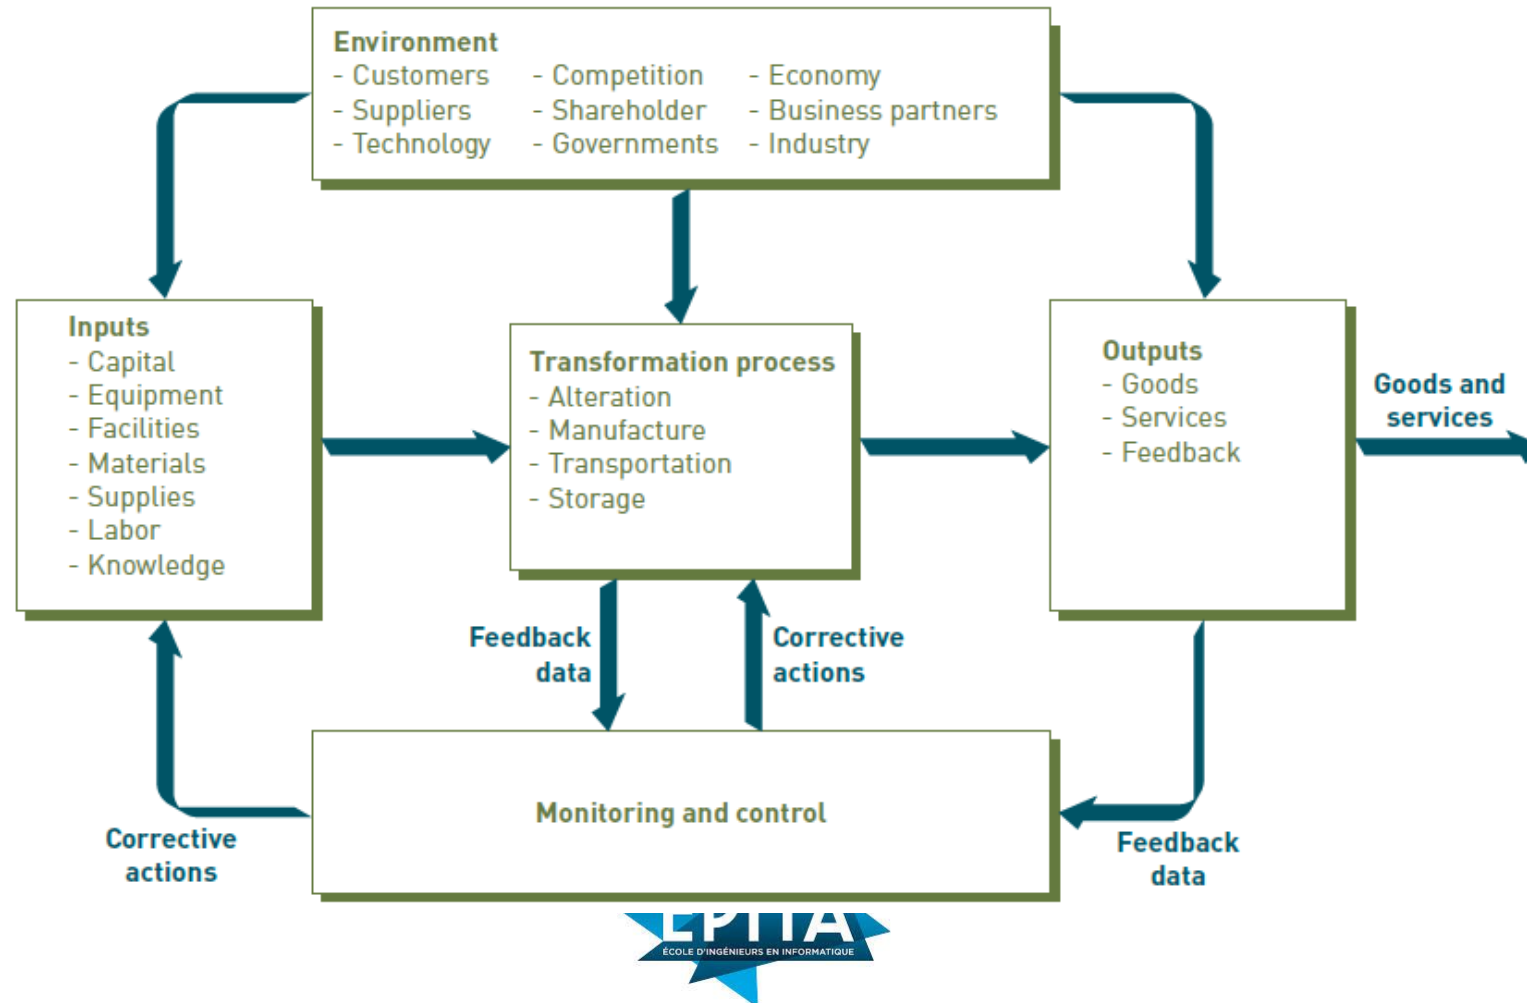 Environment
- Customers - Competition - Economy
- Suppliers - Shareholder - Business partners
- Technology - Governments - Industry
Inputs
- Capital
- Equipment
- Facilities
- Materials
- Supplies
- Labor
- Knowledge
Transformation process
- Alteration
- Manufacture
- Transportation
- Storage
Outputs
- Goods
- Services
- Feedback
Goods and
services
Feedback
data
Corrective
actions
Monitoring and control
Corrective
actions
Feedback
data
EPITA
ÉCOLE D'INGÉNIEURS EN INFORMATIQUE